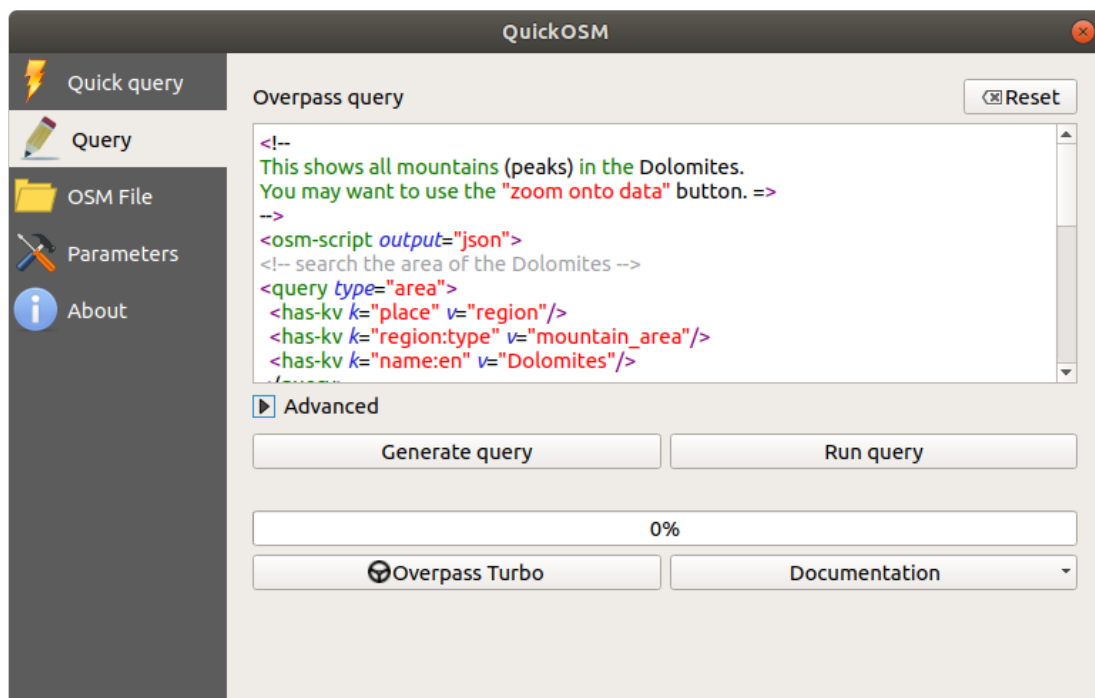 QuickOSM
Quick query
Query
OSM File
Parameters
About
Overpass query
Reset
<!--
This shows all mountains (peaks) in the Dolomites.
You may want to use the "zoom onto data" button. =>
-->
<osm-script output="json">
<!-- search the area of the Dolomites -->
<query type="area">
<has-kv k="place" v="region"/>
<has-kv k="region:type" v="mountain_area"/>
<has-kv k="name:en" v="Dolomites"/>
Advanced
Generate query
Run query
0%
Overpass Turbo
Documentation